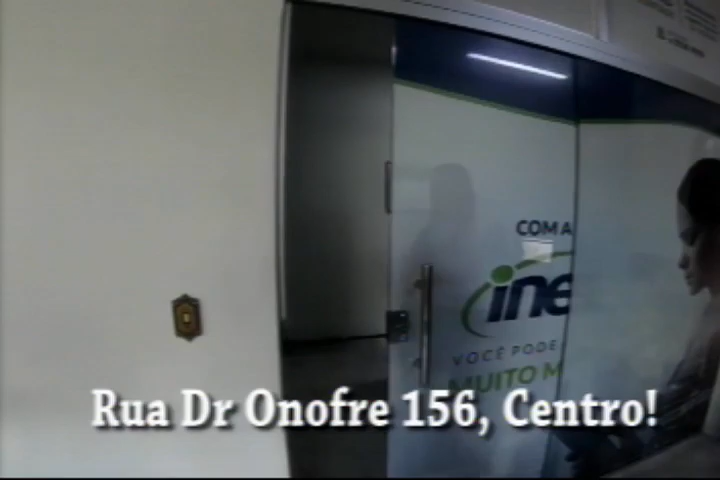 COM A
ine
VOCÊ PODE
MUITO M
Rua Dr Onofre 156, Centro!